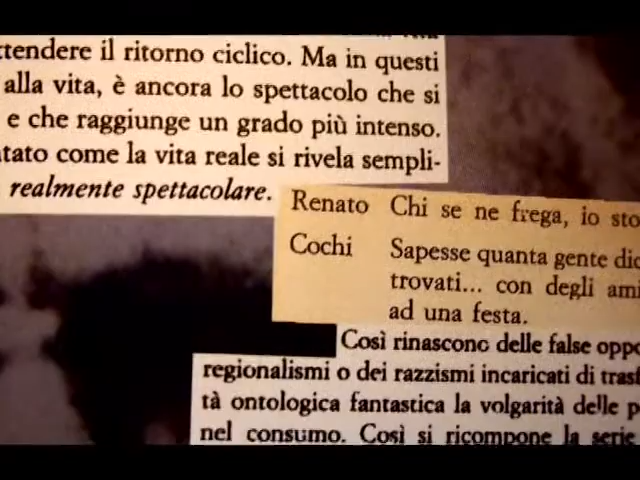 ttendere il ritorno ciclico. Ma in questi
alla vita, è ancora lo spettacolo che si
e che raggiunge un grado più intenso.
tato come la vita reale si rivela sempli-
realmente spettacolare.
Renato Chi se ne frega, io sto
Cochi Sapesse quanta gente dic
trovati... con degli ami
ad una festa.
Così rinascono delle false oppo
regionalismi o dei razzismi incaricati di trasf
tà ontologica fantastica la volgarità delle p
nel consumo. Così si ricompone la serie